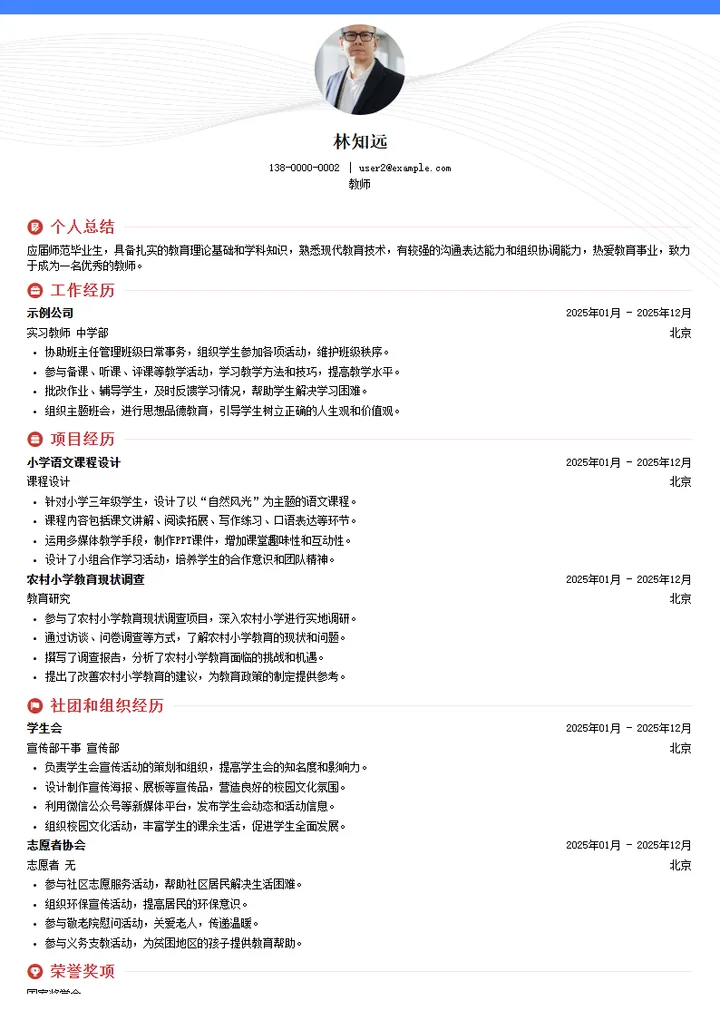 林知远
138-0000-0002 | user2@example.com
教师
个人总结
应届师范毕业生，具备扎实的教育理论基础和学科知识，熟悉现代教育技术，有较强的沟通表达能力和组织协调能力，热爱教育事业，致力
于成为一名优秀的教师。
工作经历
示创公司 2025年01月 - 2025年12月
实习教师 中学部 北京
• 协助班主任管理班级日常事务，组织学生参加各项活动，维护班级秩序。
• 参与备课、听课、评课等教学活动，学习教学方法和技巧，提高教学水平。
• 批改作业、辅导学生，及时反馈学习情况，帮助学生解决学习困难。
• 组织主题班会，进行思想品德教育，引导学生树立正确的人生观和价值观。
项目经历
小学语文课程设计 2025年01月 - 2025年12月
课程设计 北京
• 针对小学三年级学生，设计了以“自然风光”为主题的语文课程。
• 课程内容包括课文讲解、阅读拓展、写作练习、口语表达等环节。
• 运用多媒体教学手段，制作PPT课件，增加课堂趣味性和互动性。
• 设计了小组合作学习活动，培养学生的合作意识和团队精神。
农村小学教育现状调查 2025年01月 - 2025年12月
教育研究 北京
• 参与了农村小学教育现状调查项目，深入农村小学进行实地调研。
• 通过访谈、问卷调查等方式，了解农村小学教育的现状和问题。
• 撰写了调查报告，分析了农村小学教育面临的挑战和机遇。
• 提出了改善农村小学教育的建议，为教育政策的制定提供参考。
社团和组织经历
学生会 2025年01月 - 2025年12月
宣传部干事 宣传部 北京
• 负责学生会宣传活动的策划和组织，提高学生会的知名度和影响力。
• 设计制作宣传海报、展板等宣传品，营造良好的校园文化氛围。
• 利用微信公众号等新媒体平台，发布学生会动态和活动信息。
• 组织校园文化活动，丰富学生的课余生活，促进学生全面发展。
志愿者协会 2025年01月 - 2025年12月
志愿者 无 北京
• 参与社区志愿服务活动，帮助社区居民解决生活困难。
• 组织环保宣传活动，提高居民的环保意识。
• 参与敬老院慰问活动，关爱老人，传递温暖。
• 参与义务支教活动，为贫困地区的孩子提供教育帮助。
荣誉奖项
国家奖学金